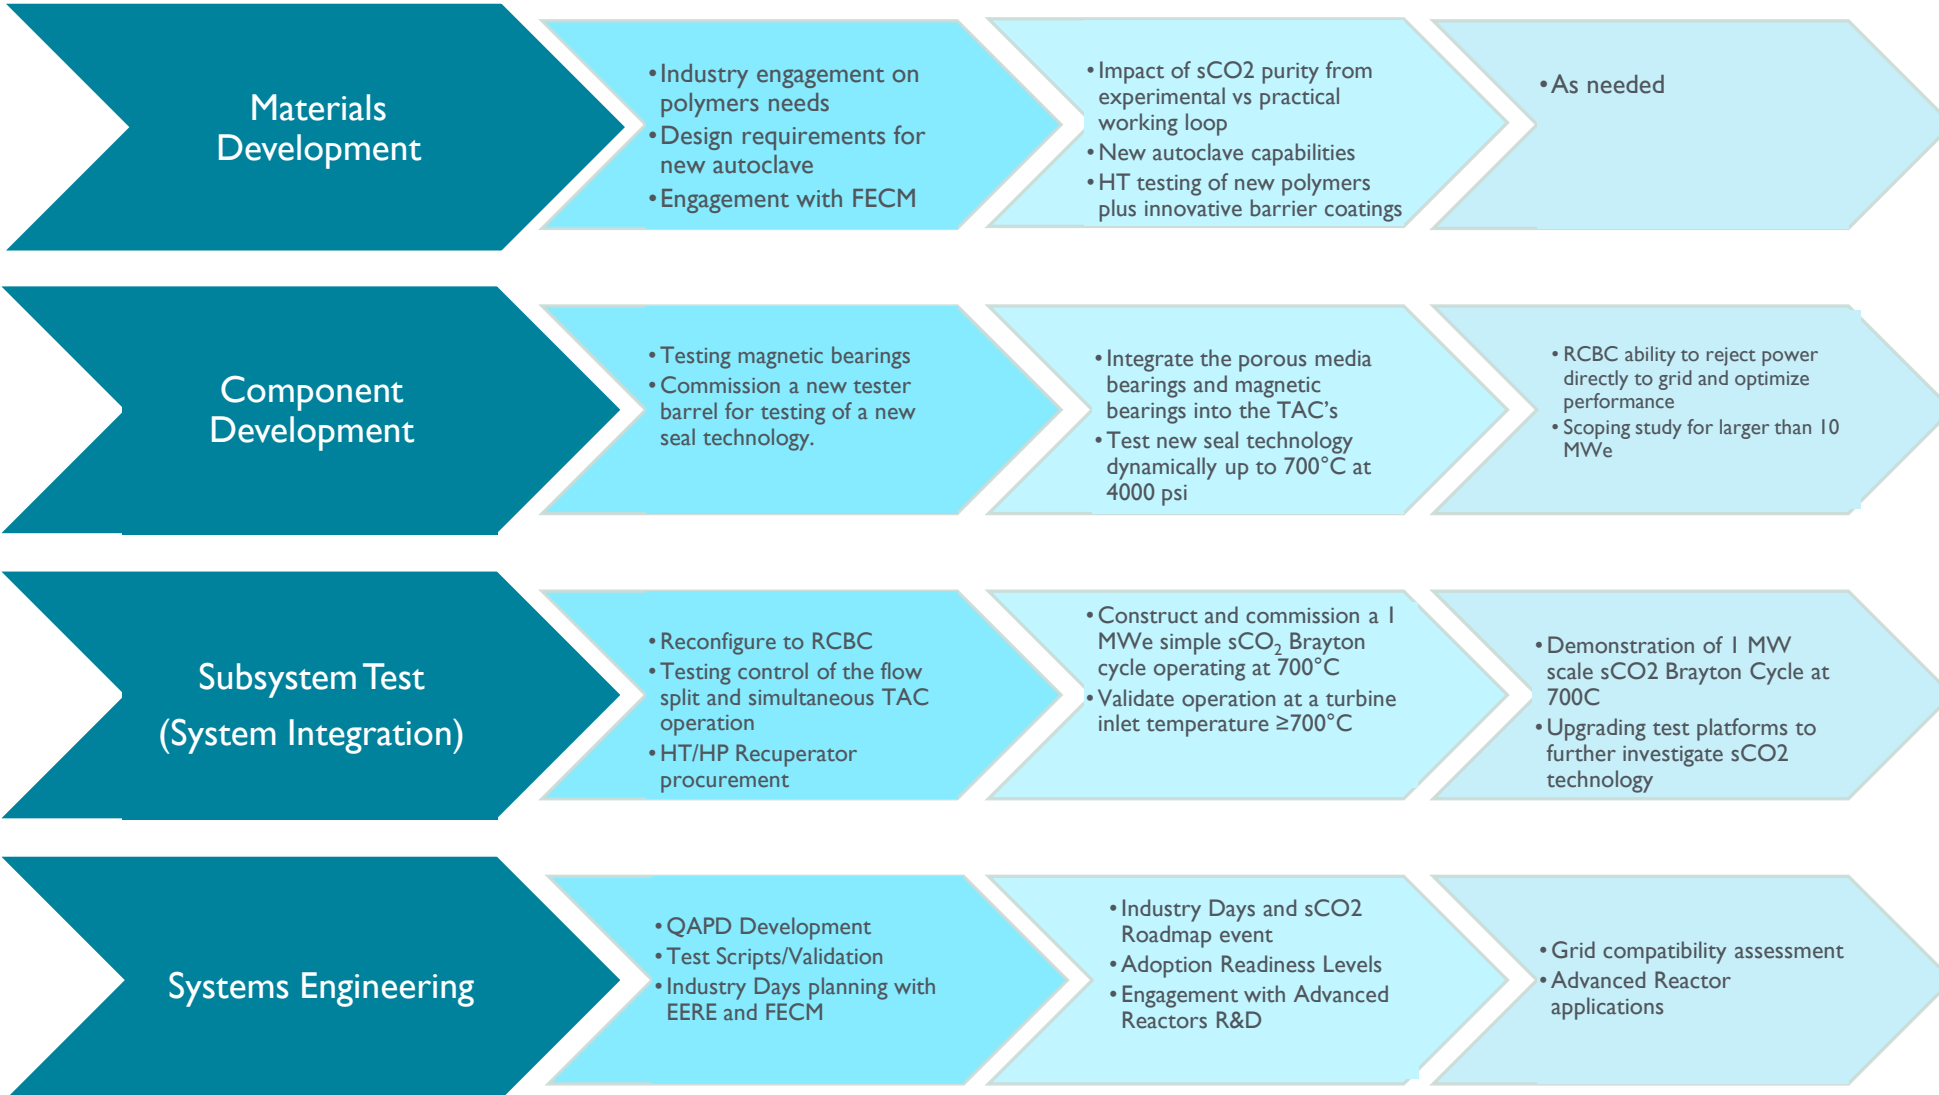 Materials
Development
•Industry engagement on
polymers needs
•Design requirements for
new autoclave
•Engagement with FECM
•Impact of sCO2 purity from
experimental vs practical
working loop
•New autoclave capabilities
•HT testing of new polymers
plus innovative barrier coatings
•As needed
Component
Development
•Testing magnetic bearings
•Commission a new tester
barrel for testing of a new
seal technology.
•Integrate the porous media
bearings and magnetic
bearings into the TAC’s
•Test new seal technology
dynamically up to 700°C at
4000 psi
•RCBC ability to reject power
directly to grid and optimize
performance
•Scoping study for larger than 10
MWe
Subsystem Test
(System Integration)
•Reconfigure to RCBC
•Testing control of the flow
split and simultaneous TAC
operation
•HT/HP Recuperator
procurement
•Construct and commission a 1
MWe simple sCO₂ Brayton
cycle operating at 700°C
•Validate operation at a turbine
inlet temperature ≥700°C
•Demonstration of 1 MW
scale sCO2 Brayton Cycle at
700C
•Upgrading test platforms to
further investigate sCO2
technology
Systems Engineering
•QAPD Development
•Test Scripts/Validation
•Industry Days planning with
EERE and FECM
•Industry Days and sCO2
Roadmap event
•Adoption Readiness Levels
•Engagement with Advanced
Reactors R&D
•Grid compatibility assessment
•Advanced Reactor
applications